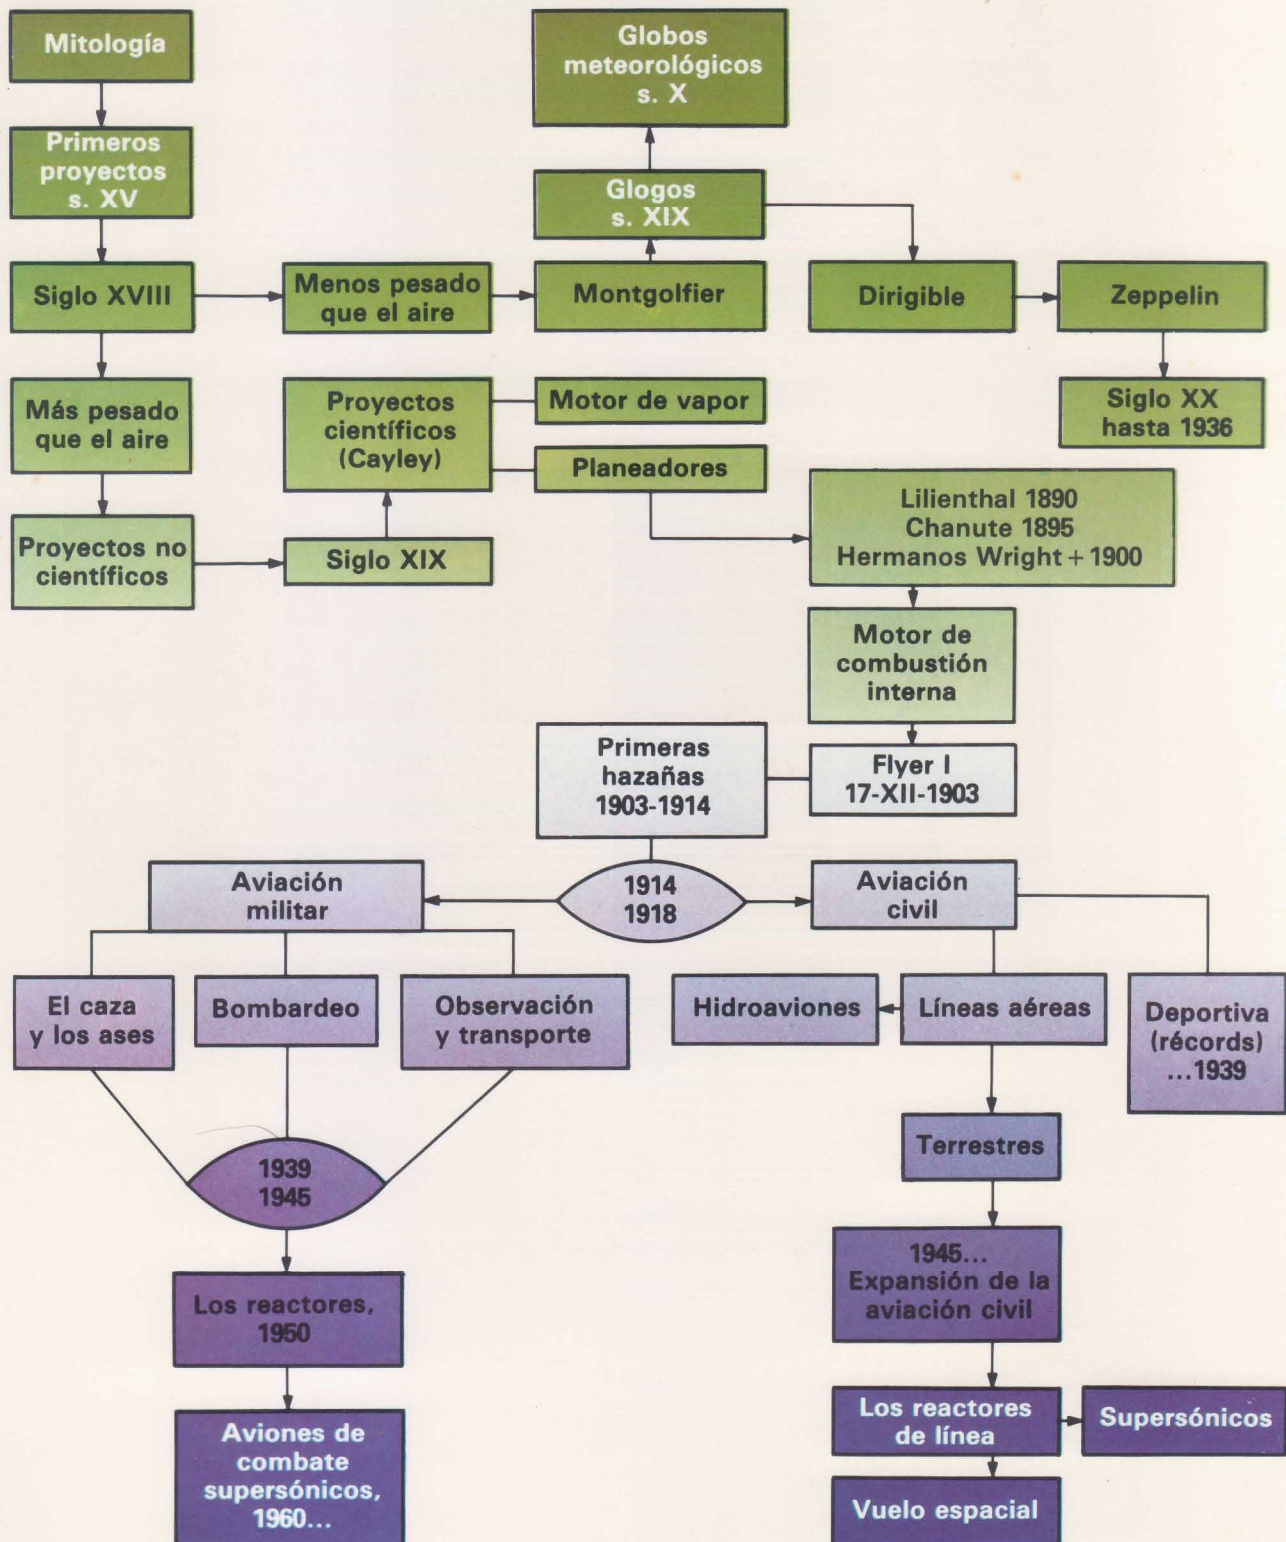 Mitología
Globos
meteorológicos
s. X
Primeros
proyectos
s. XV
Glogos
s. XIX
Siglo XVIII
Menos pesado
que el aire
Montgolfier
Dirigible
Zeppelin
Más pesado
que el aire
Proyectos
científicos
(Cayley)
Motor de vapor
Siglo XX
hasta 1936
Planeadores
Lilienthal 1890
Chanute 1895
Hermanos Wright + 1900
Proyectos no
científicos
Siglo XIX
Motor de
combustión
interna
Primeras
hazañas
1903-1914
Flyer I
17-XII-1903
Aviación
militar
1914
1918
Aviación
civil
El caza
y los ases
Bombardeo
Observación
y transporte
Hidroaviones
Líneas aéreas
Deportiva
(récords)
...1939
Terrestres
1939
1945
1945...
Expansión de la
aviación civil
Los reactores,
1950
Los reactores
de línea
Supersónicos
Aviones de
combate
supersónicos,
1960...
Vuelo espacial